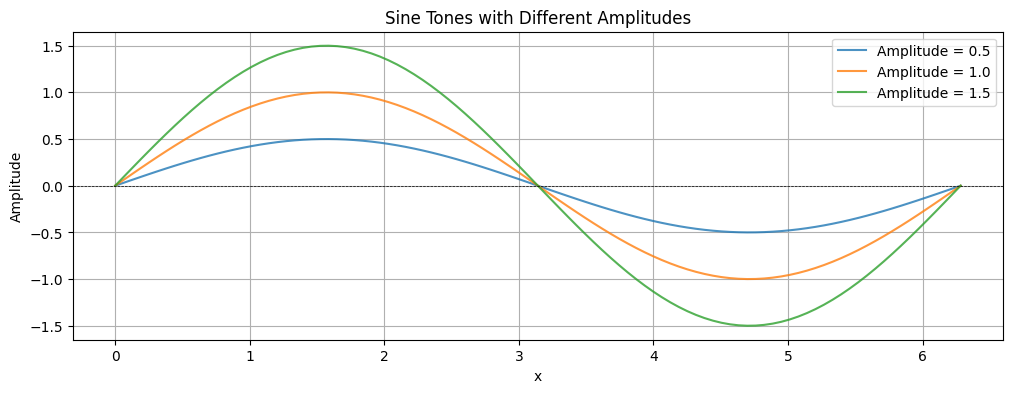 Sine Tones with Different Amplitudes
Amplitude = 0.5
Amplitude = 1.0
Amplitude = 1.5
1.5
1.0
0.5
0.0
−0.5
−1.0
−1.5
Amplitude
0 1 2 3 4 5 6
x